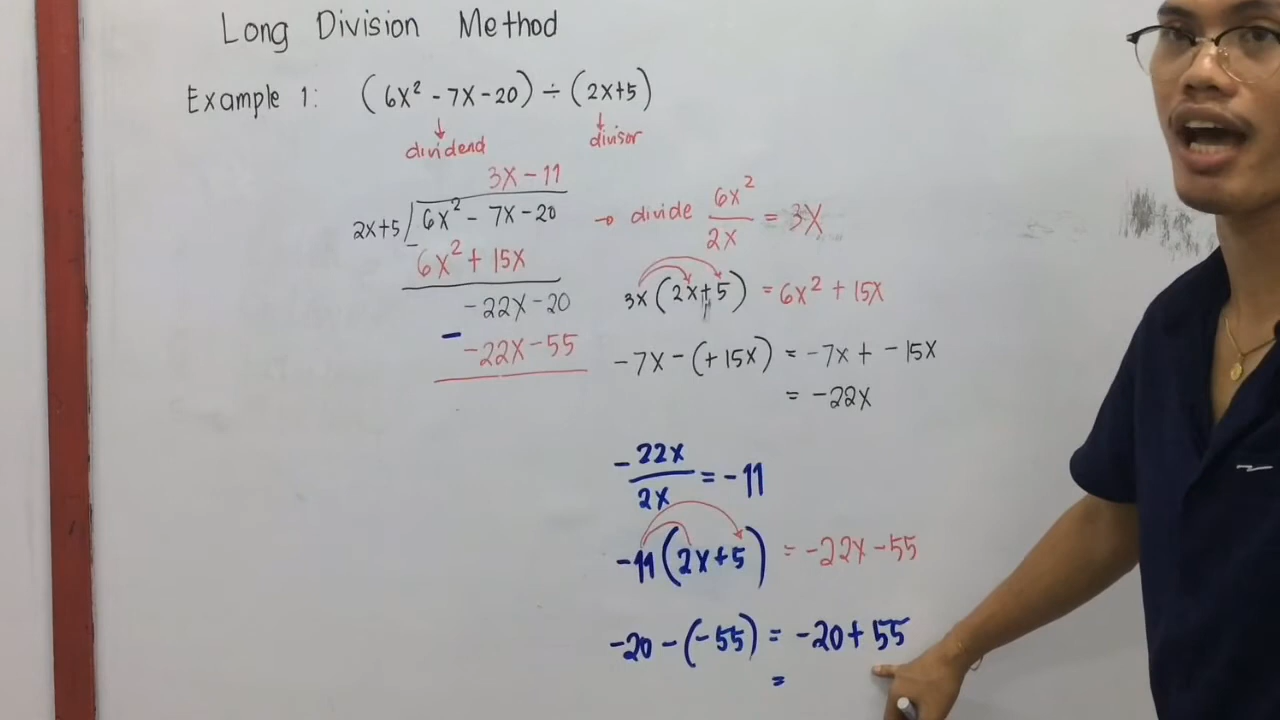 Long Division Method
Example 1: (6x² - 7x - 20) ÷ (2x+5)
↓ ↓
dividend divisor
3x - 11
2x+5 ) 6x² - 7x - 20
6x² + 15x
-22x - 20
- -22x - 55
→ divide 6x²/2x = 3x
3x (2x+5) = 6x² + 15x
-7x - (+15x) = -7x + -15x
= -22x
-22x/2x = -11
-11 (2x+5) = -22x - 55
-20 - (-55) = -20 + 55
=